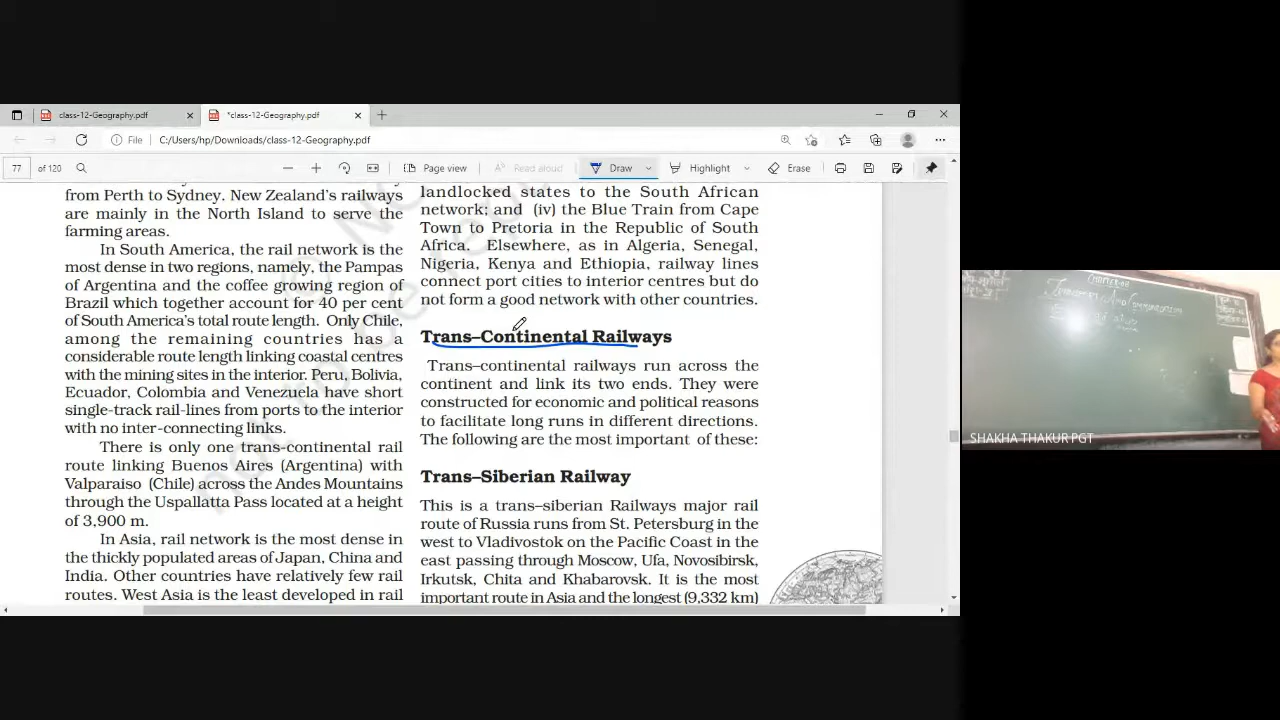 class-12-Geography.pdf
*class-12-Geography.pdf
File
C:/Users/hp/Downloads/class-12-Geography.pdf
77 of 120
Page view
Read aloud
Draw
Highlight
Erase
from Perth to Sydney. New Zealand's railways
are mainly in the North Island to serve the
farming areas.
In South America, the rail network is the
most dense in two regions, namely, the Pampas
of Argentina and the coffee growing region of
Brazil which together account for 40 per cent
of South America's total route length. Only Chile,
among the remaining countries has a
considerable route length linking coastal centres
with the mining sites in the interior. Peru, Bolivia,
Ecuador, Colombia and Venezuela have short
single-track rail-lines from ports to the interior
with no inter-connecting links.
There is only one trans-continental rail
route linking Buenos Aires (Argentina) with
Valparaiso (Chile) across the Andes Mountains
through the Uspallatta Pass located at a height
of 3,900 m.
In Asia, rail network is the most dense in
the thickly populated areas of Japan, China and
India. Other countries have relatively few rail
routes. West Asia is the least developed in rail
landlocked states to the South African
network; and (iv) the Blue Train from Cape
Town to Pretoria in the Republic of South
Africa. Elsewhere, as in Algeria, Senegal,
Nigeria, Kenya and Ethiopia, railway lines
connect port cities to interior centres but do
not form a good network with other countries.
Trans–Continental Railways
Trans–continental railways run across the
continent and link its two ends. They were
constructed for economic and political reasons
to facilitate long runs in different directions.
The following are the most important of these:
Trans–Siberian Railway
This is a trans–siberian Railways major rail
route of Russia runs from St. Petersburg in the
west to Vladivostok on the Pacific Coast in the
east passing through Moscow, Ufa, Novosibirsk,
Irkutsk, Chita and Khabarovsk. It is the most
important route in Asia and the longest (9,332 km)
SHAKHA THAKUR PGT